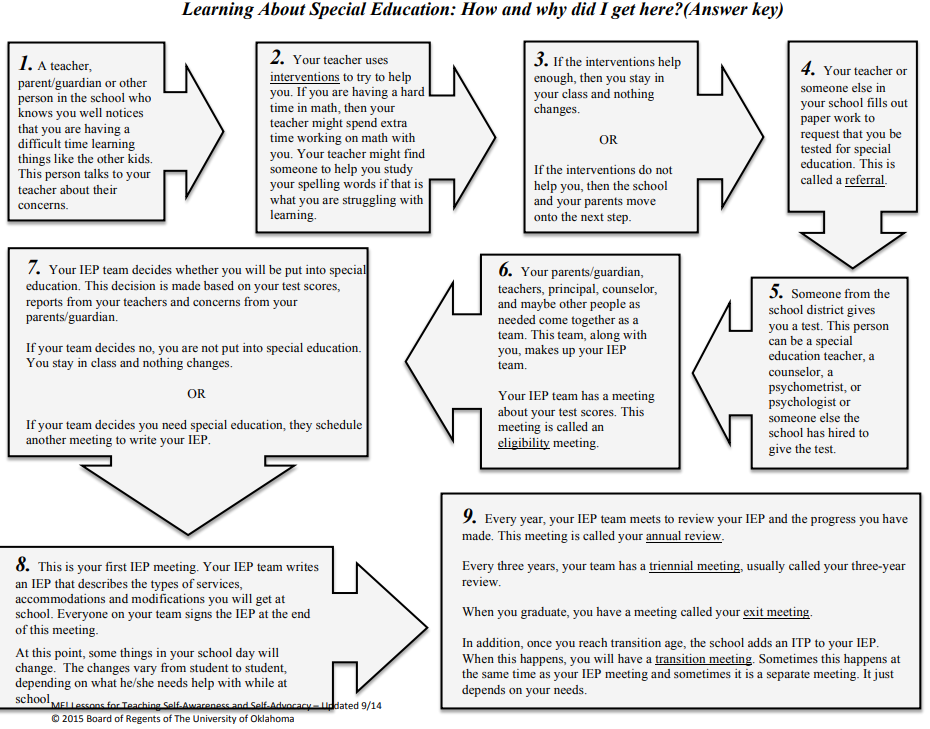 Learning About Special Education: How and why did I get here?(Answer key)
1. A teacher,
parent/guardian or other
person in the school who
knows you well notices
that you are having a
difficult time learning
things like the other kids.
This person talks to your
teacher about their
concerns.
2. Your teacher uses
interventions to try to help
you. If you are having a hard
time in math, then your
teacher might spend extra
time working on math with
you. Your teacher might find
someone to help you study
your spelling words if that is
what you are struggling with
learning.
3. If the interventions help
enough, then you stay in
your class and nothing
changes.
OR
If the interventions do not
help you, then the school
and your parents move
onto the next step.
4. Your teacher or
someone else in
your school fills out
paper work to
request that you be
tested for special
education. This is
called a referral.
5. Someone from the
school district gives
you a test. This person
can be a special
education teacher, a
counselor, a
psychometrist, or
psychologist or
someone else the
school has hired to
give the test.
6. Your parents/guardian,
teachers, principal, counselor,
and maybe other people as
needed come together as a
team. This team, along with
you, makes up your IEP
team.
Your IEP team has a meeting
about your test scores. This
meeting is called an
eligibility meeting.
7. Your IEP team decides whether you will be put into special
education. This decision is made based on your test scores,
reports from your teachers and concerns from your
parents/guardian.
If your team decides no, you are not put into special education.
You stay in class and nothing changes.
OR
If your team decides you need special education, they schedule
another meeting to write your IEP.
8. This is your first IEP meeting. Your IEP team writes
an IEP that describes the types of services,
accommodations and modifications you will get at
school. Everyone on your team signs the IEP at the end
of this meeting.
At this point, some things in your school day will
change. The changes vary from student to student,
depending on what he/she needs help with while at
school.
9. Every year, your IEP team meets to review your IEP and the progress you have
made. This meeting is called your annual review.
Every three years, your team has a triennial meeting, usually called your three-year
review.
When you graduate, you have a meeting called your exit meeting.
In addition, once you reach transition age, the school adds an ITP to your IEP.
When this happens, you will have a transition meeting. Sometimes this happens at
the same time as your IEP meeting and sometimes it is a separate meeting. It just
depends on your needs.
ME! Lessons for Teaching Self-Awareness and Self-Advocacy – Updated 9/14
© 2015 Board of Regents of The University of Oklahoma